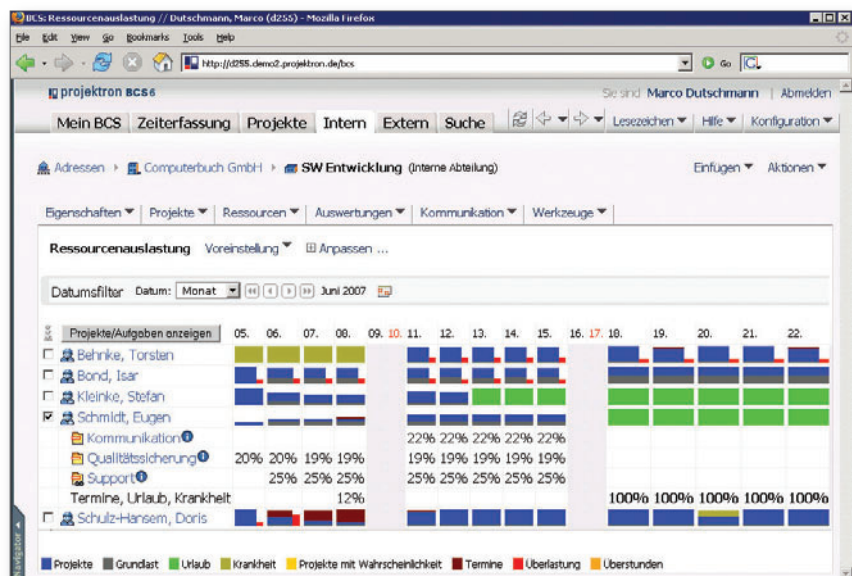 BCS: Ressourcenauslastung // Dutschmann, Marco (d255) - Mozilla Firefox
File Edit View Go Bookmarks Tools Help
http://d255.demo2.projektron.de/bcs Go
projektron BCS6 Sie sind Marco Dutschmann | Abmelden
Mein BCS Zeiterfassung Projekte Intern Extern Suche Lesezeichen Hilfe Konfiguration
Adressen Computerbuch GmbH SW Entwicklung (Interne Abteilung) Einfügen Aktionen
Eigenschaften Projekte Ressourcen Auswertungen Kommunikation Werkzeuge
Ressourcenauslastung Voreinstellung Anpassen ...
Datumsfilter Datum: Monat Juni 2007
Projekte/Aufgaben anzeigen 05. 06. 07. 08. 09. 10. 11. 12. 13. 14. 15. 16. 17. 18. 19. 20. 21. 22.
Behnke, Torsten
Bond, Isar
Kleinke, Stefan
Schmidt, Eugen
Kommunikation 22% 22% 22% 22% 22%
Qualitätssicherung 20% 20% 19% 19% 19% 19% 19% 19% 19%
Support 25% 25% 25% 25% 25% 25% 25% 25%
Termine, Urlaub, Krankheit 12% 100% 100% 100% 100% 100%
Schulz-Hansem, Doris
Navigator
Projekte Grundlast Urlaub Krankheit Projekte mit Wahrscheinlichkeit Termine Überlastung Überstunden